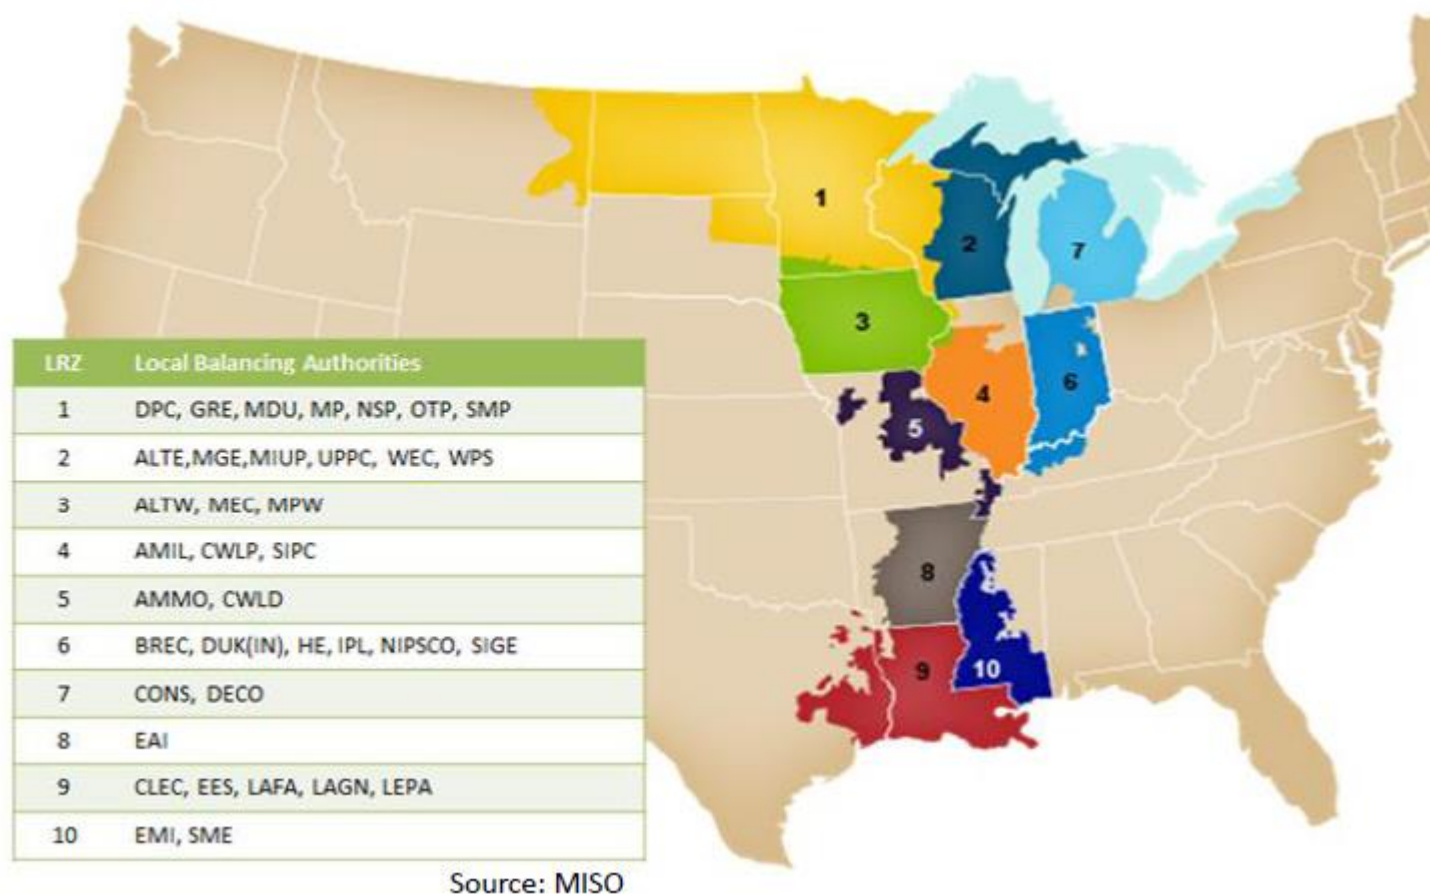 1
2
7
3
4
6
5
8
9
10
LRZ Local Balancing Authorities
1 DPC, GRE, MDU, MP, NSP, OTP, SMP
2 ALTE,MGE,MIUP, UPPC, WEC, WPS
3 ALTW, MEC, MPW
4 AMIL, CWLP, SIPC
5 AMMO, CWLD
6 BREC, DUK(IN), HE, IPL, NIPSCO, SIGE
7 CONS, DECO
8 EAI
9 CLEC, EES, LAFA, LAGN, LEPA
10 EMI, SME
Source: MISO